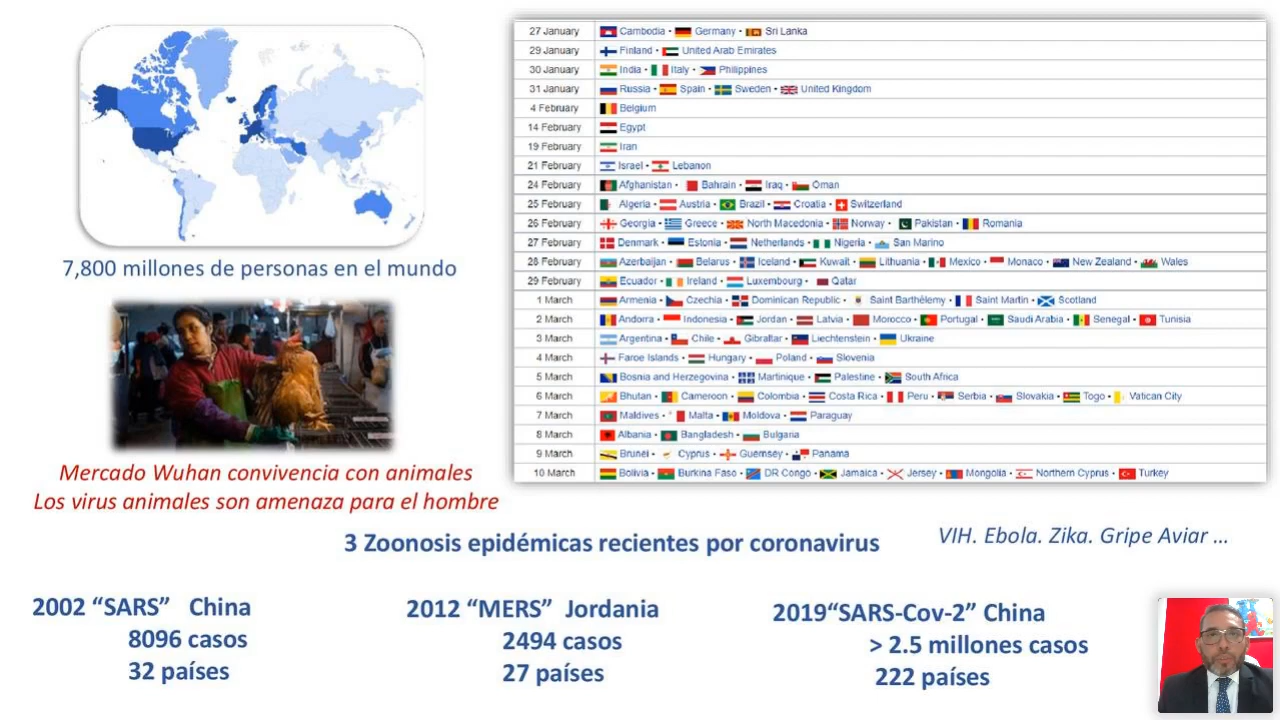 7,800 millones de personas en el mundo
Mercado Wuhan convivencia con animales
Los virus animales son amenaza para el hombre
27 January Cambodia • Germany • Sri Lanka
29 January Finland • United Arab Emirates
30 January India • Italy • Philippines
31 January Russia • Spain • Sweden • United Kingdom
4 February Belgium
14 February Egypt
19 February Iran
21 February Israel • Lebanon
24 February Afghanistan • Bahrain • Iraq • Oman
25 February Algeria • Austria • Brazil • Croatia • Switzerland
26 February Georgia • Greece • North Macedonia • Norway • Pakistan • Romania
27 February Denmark • Estonia • Netherlands • Nigeria • San Marino
28 February Azerbaijan • Belarus • Iceland • Kuwait • Lithuania • Mexico • Monaco • New Zealand • Wales
29 February Ecuador • Ireland • Luxembourg • Qatar
1 March Armenia • Czechia • Dominican Republic • Saint Barthélemy • Saint Martin • Scotland
2 March Andorra • Indonesia • Jordan • Latvia • Morocco • Portugal • Saudi Arabia • Senegal • Tunisia
3 March Argentina • Chile • Gibraltar • Liechtenstein • Ukraine
4 March Faroe Islands • Hungary • Poland • Slovenia
5 March Bosnia and Herzegovina • Martinique • Palestine • South Africa
6 March Bhutan • Cameroon • Colombia • Costa Rica • Peru • Serbia • Slovakia • Togo • Vatican City
7 March Maldives • Malta • Moldova • Paraguay
8 March Albania • Bangladesh • Bulgaria
9 March Brunei • Cyprus • Guernsey • Panama
10 March Bolivia • Burkina Faso • DR Congo • Jamaica • Jersey • Mongolia • Northern Cyprus • Turkey
3 Zoonosis epidémicas recientes por coronavirus
VIH. Ebola. Zika. Gripe Aviar ...
2002 “SARS” China
8096 casos
32 países
2012 “MERS” Jordania
2494 casos
27 países
2019“SARS-Cov-2” China
> 2.5 millones casos
222 países